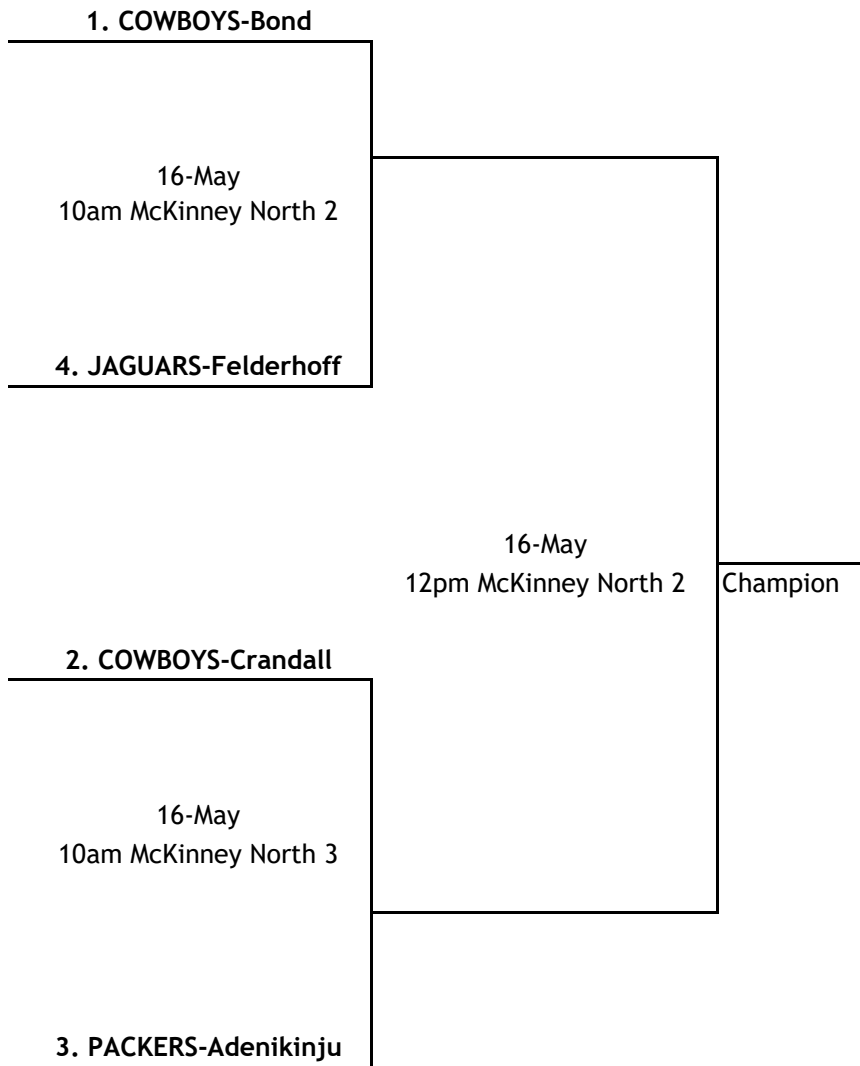 1. COWBOYS-Bond
16-May
10am McKinney North 2
4. JAGUARS-Felderhoff
16-May
12pm McKinney North 2
Champion
2. COWBOYS-Crandall
16-May
10am McKinney North 3
3. PACKERS-Adenikinju